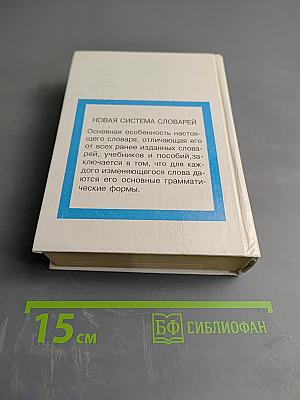 НОВАЯ СИСТЕМА СЛОВАРЕЙ
Основная особенность настоя-
щего словаря, отличающая его
от всех ранее изданных слова-
рей, учебников и пособий,за-
ключается в том, что для каж-
дого изменяющегося слова да-
ются его основные граммати-
ческие формы.
15 см
БФ СИБЛИОФАН